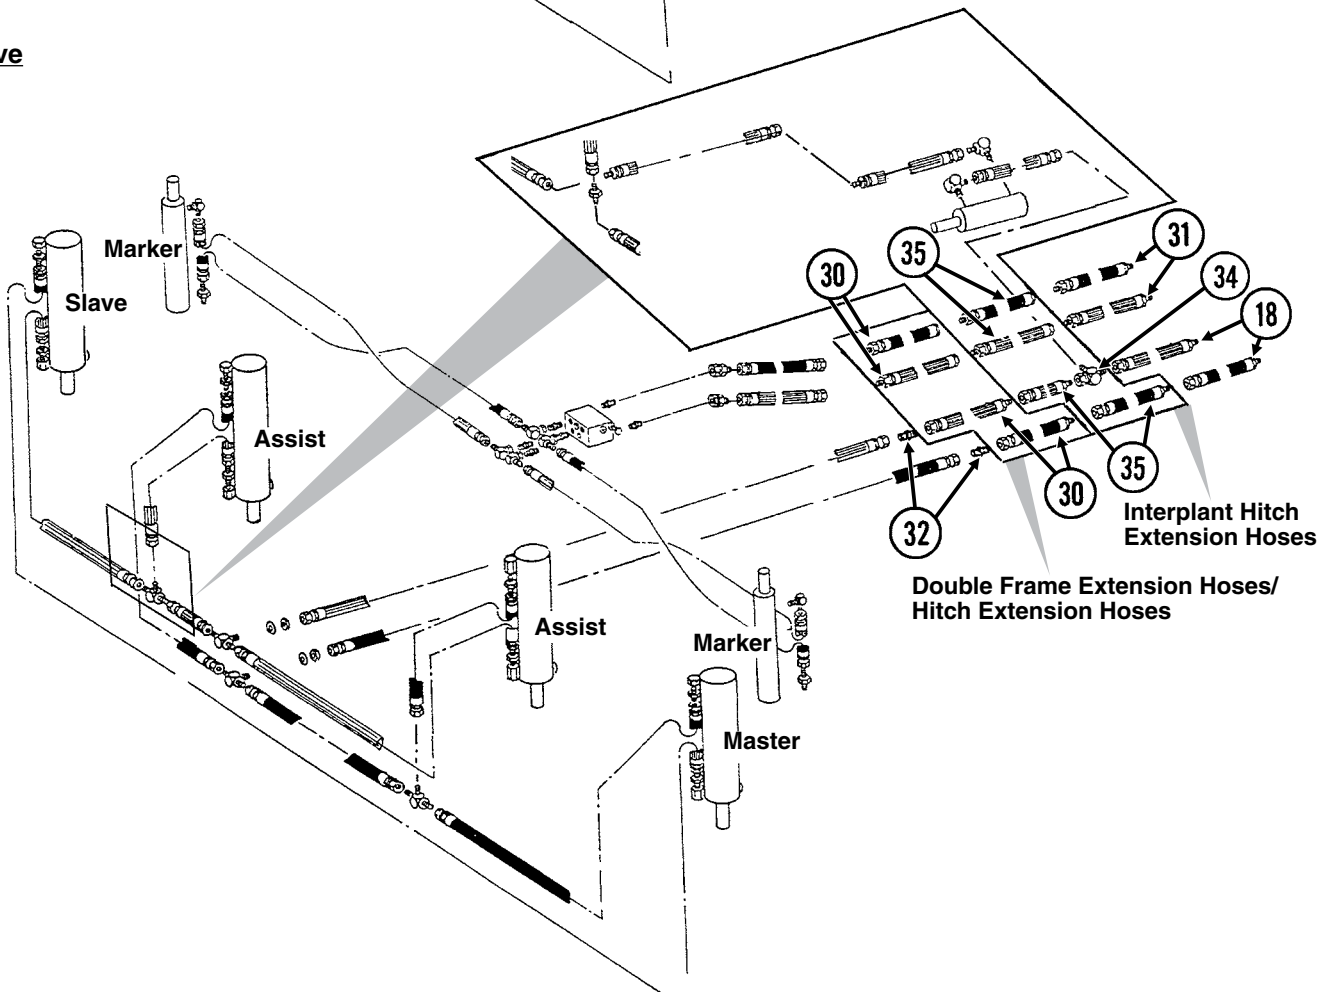 ve
Marker
Slave
Assist
31
35
34
30
18
35
30
32
Interplant Hitch
Extension Hoses
Double Frame Extension Hoses/
Hitch Extension Hoses
Assist
Marker
Master